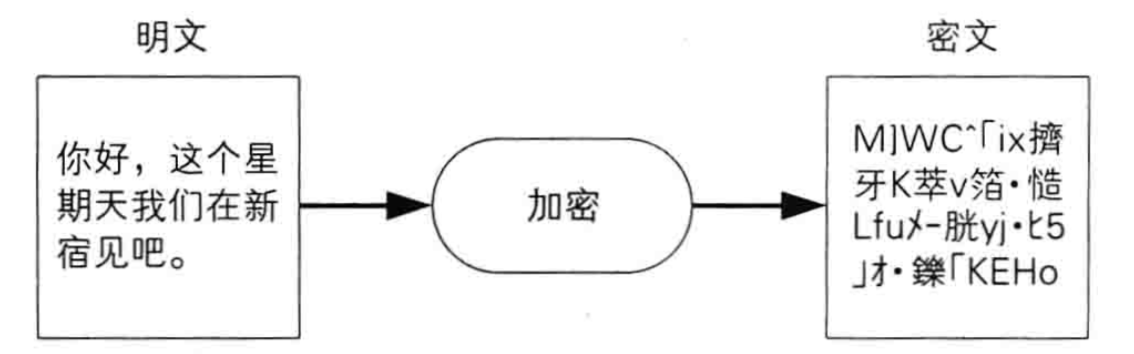 明文
你好，这个星
期天我们在新
宿见吧。
加密
密文
M]WC^｢ix擠
牙K萃v箔･慥
Lfuﾒｰ胱yj･ﾋ5
｣ｵ･鑠｢KEHo